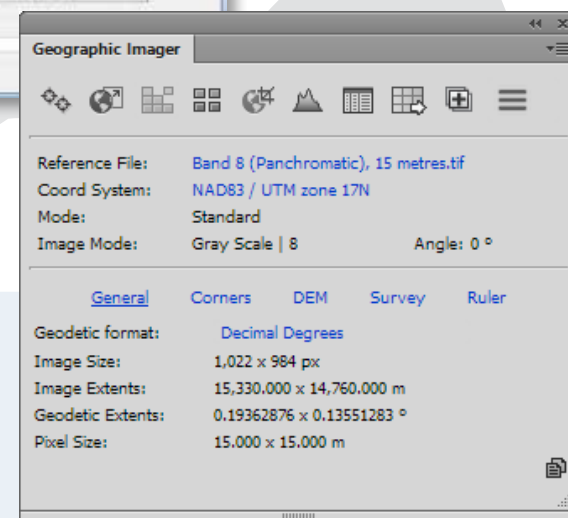 Geographic Imager
Reference File: Band 8 (Panchromatic), 15 metres.tif
Coord System: NAD83 / UTM zone 17N
Mode: Standard
Image Mode: Gray Scale | 8 Angle: 0 º
General Corners DEM Survey Ruler
Geodetic format: Decimal Degrees
Image Size: 1,022 x 984 px
Image Extents: 15,330.000 x 14,760.000 m
Geodetic Extents: 0.19362876 x 0.13551283 º
Pixel Size: 15.000 x 15.000 m